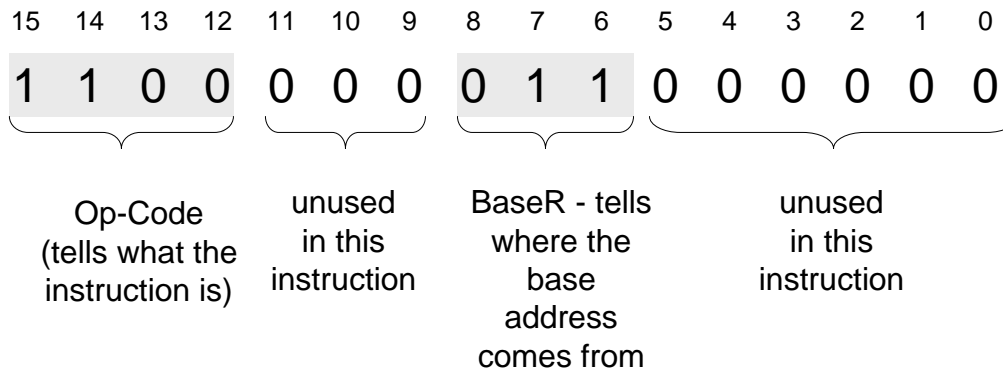 15 14 13 12 11 10 9 8 7 6 5 4 3 2 1 0
1 1 0 0 0 0 0 0 1 1 0 0 0 0 0 0
Op-Code
(tells what the
instruction is)
unused
in this
instruction
BaseR - tells
where the
base
address
comes from
unused
in this
instruction